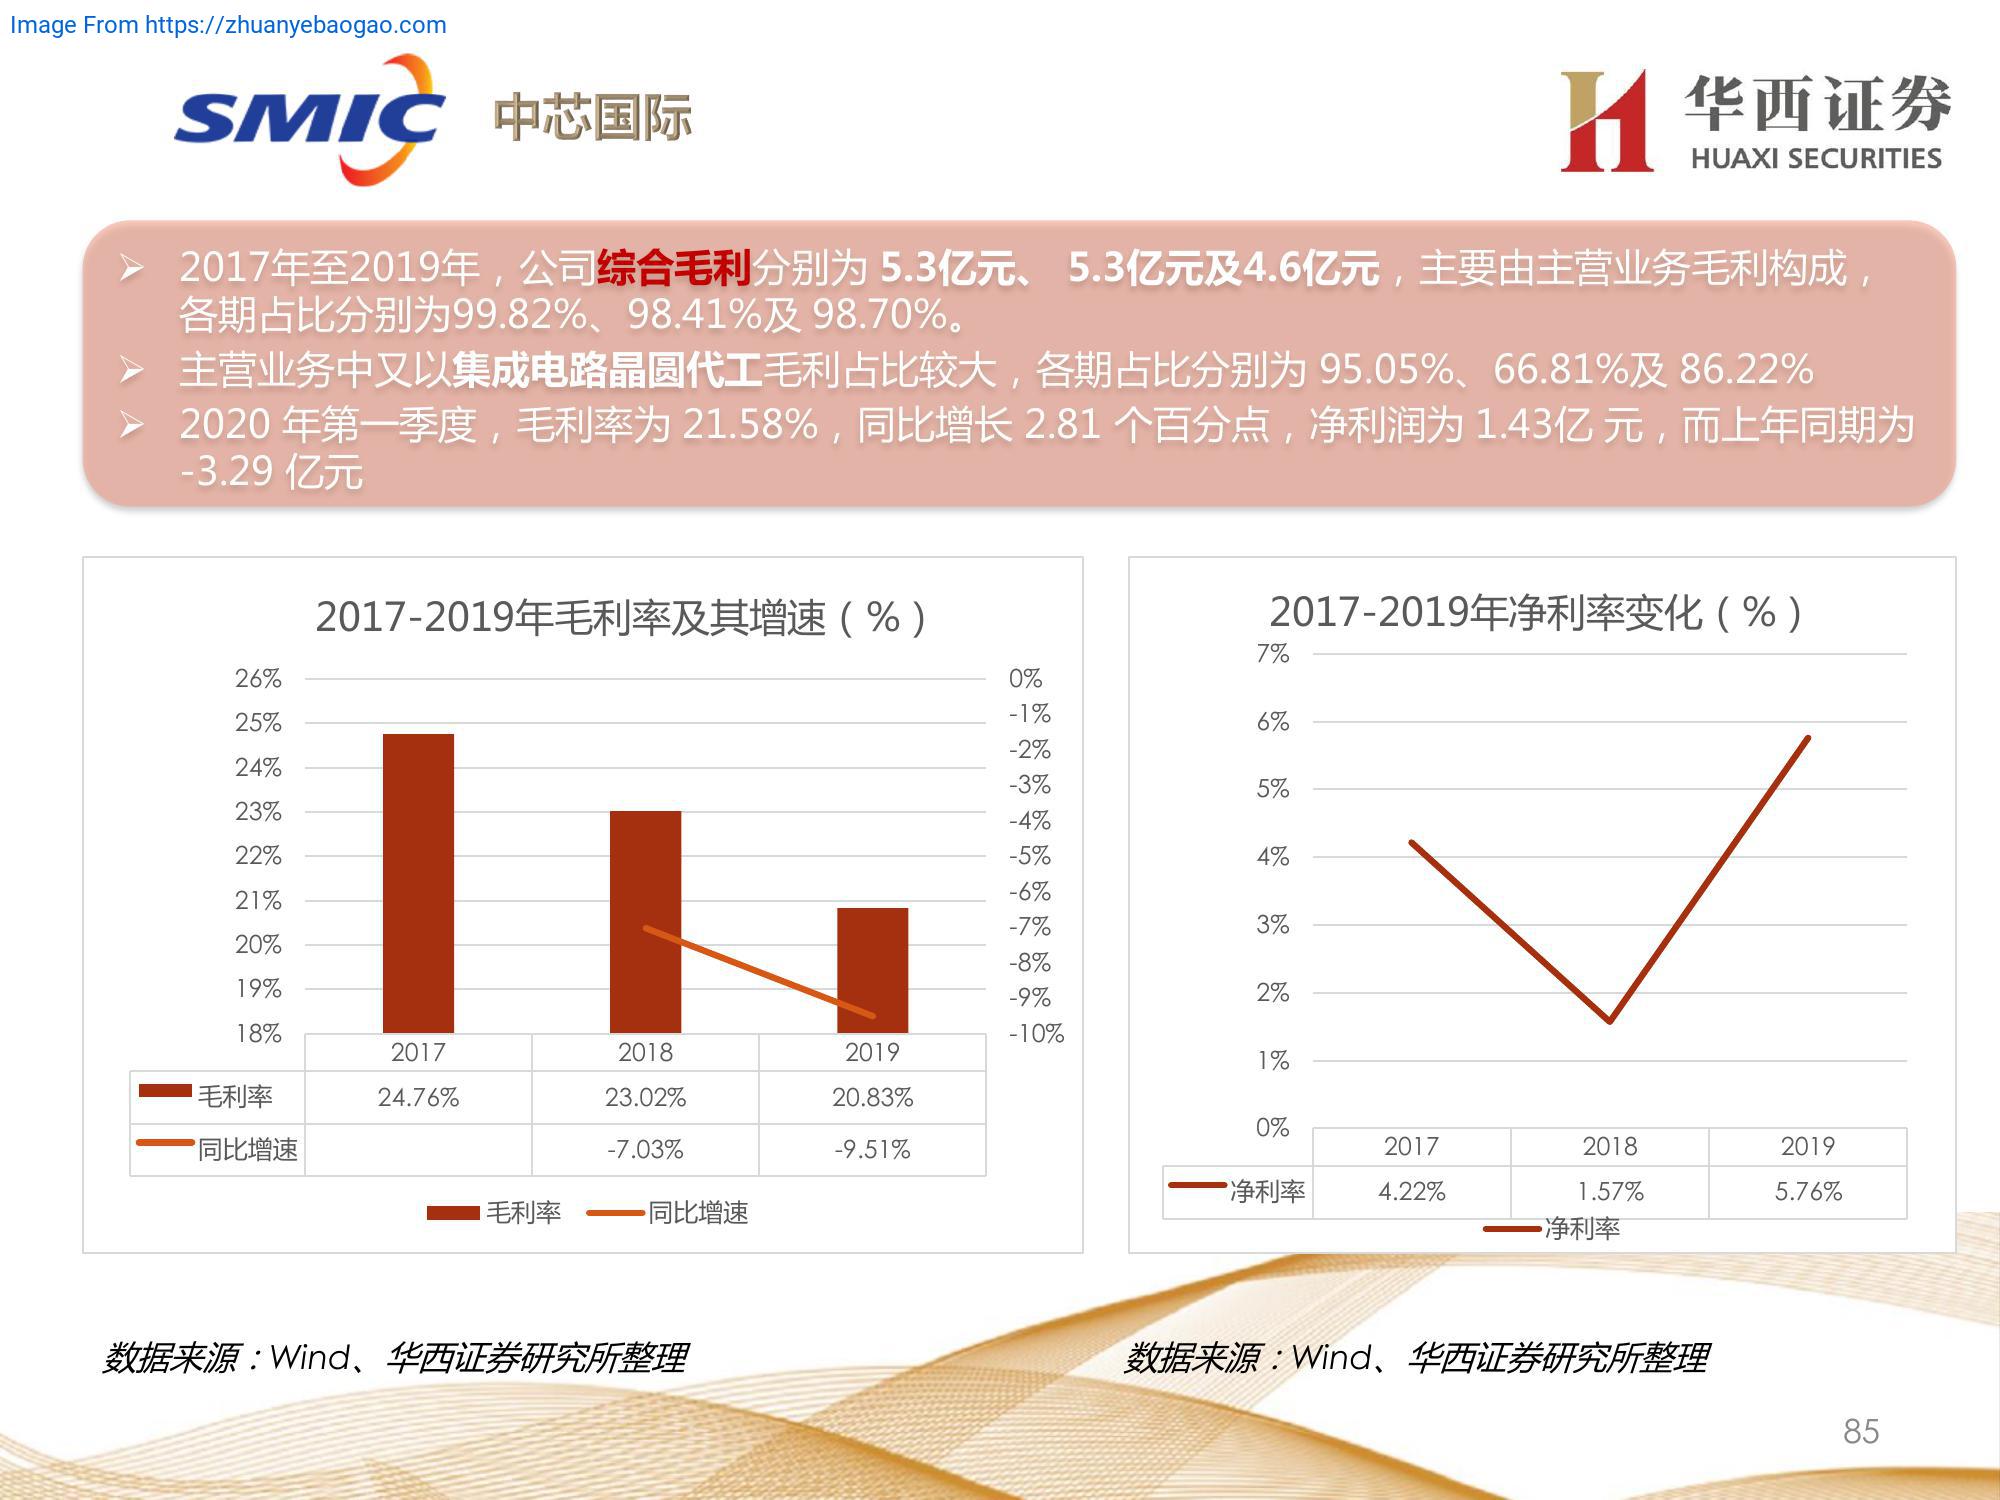 Image From https://zhuanyebaogao.com
SMIC 中芯国际
华西证券
HUAXI SECURITIES
2017年至2019年，公司综合毛利分别为 5.3亿元、 5.3亿元及4.6亿元，主要由主营业务毛利构成，
各期占比分别为99.82%、98.41%及 98.70%。
主营业务中又以集成电路晶圆代工毛利占比较大，各期占比分别为 95.05%、66.81%及 86.22%
2020 年第一季度，毛利率为 21.58%，同比增长 2.81 个百分点，净利润为 1.43亿 元，而上年同期为
-3.29 亿元
2017-2019年毛利率及其增速（%）
26%
25%
24%
23%
22%
21%
20%
19%
18%
0%
-1%
-2%
-3%
-4%
-5%
-6%
-7%
-8%
-9%
-10%
2017 2018 2019
毛利率 24.76% 23.02% 20.83%
同比增速 -7.03% -9.51%
毛利率 同比增速
2017-2019年净利率变化（%）
7%
6%
5%
4%
3%
2%
1%
0%
2017 2018 2019
净利率 4.22% 1.57% 5.76%
净利率
数据来源：Wind、华西证券研究所整理
数据来源：Wind、华西证券研究所整理
85